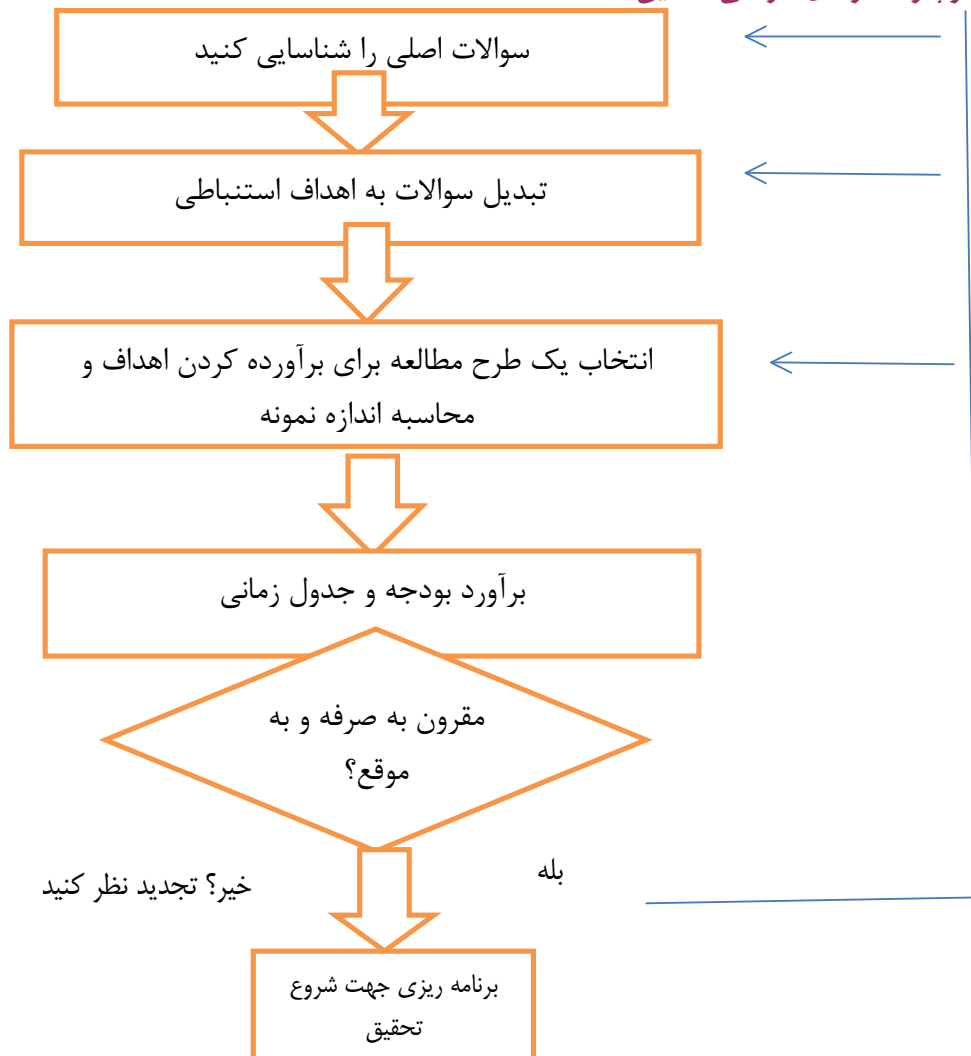 سوالات اصلی را شناسایی کنید
تبدیل سوالات به اهداف استنباطی
انتخاب یک طرح مطالعه برای برآورده کردن اهداف و
محاسبه اندازه نمونه
برآورد بودجه و جدول زمانی
مقرون به صرفه و به
موقع؟
بله
خیر؟ تجدید نظر کنید
برنامه ریزی جهت شروع
تحقیق